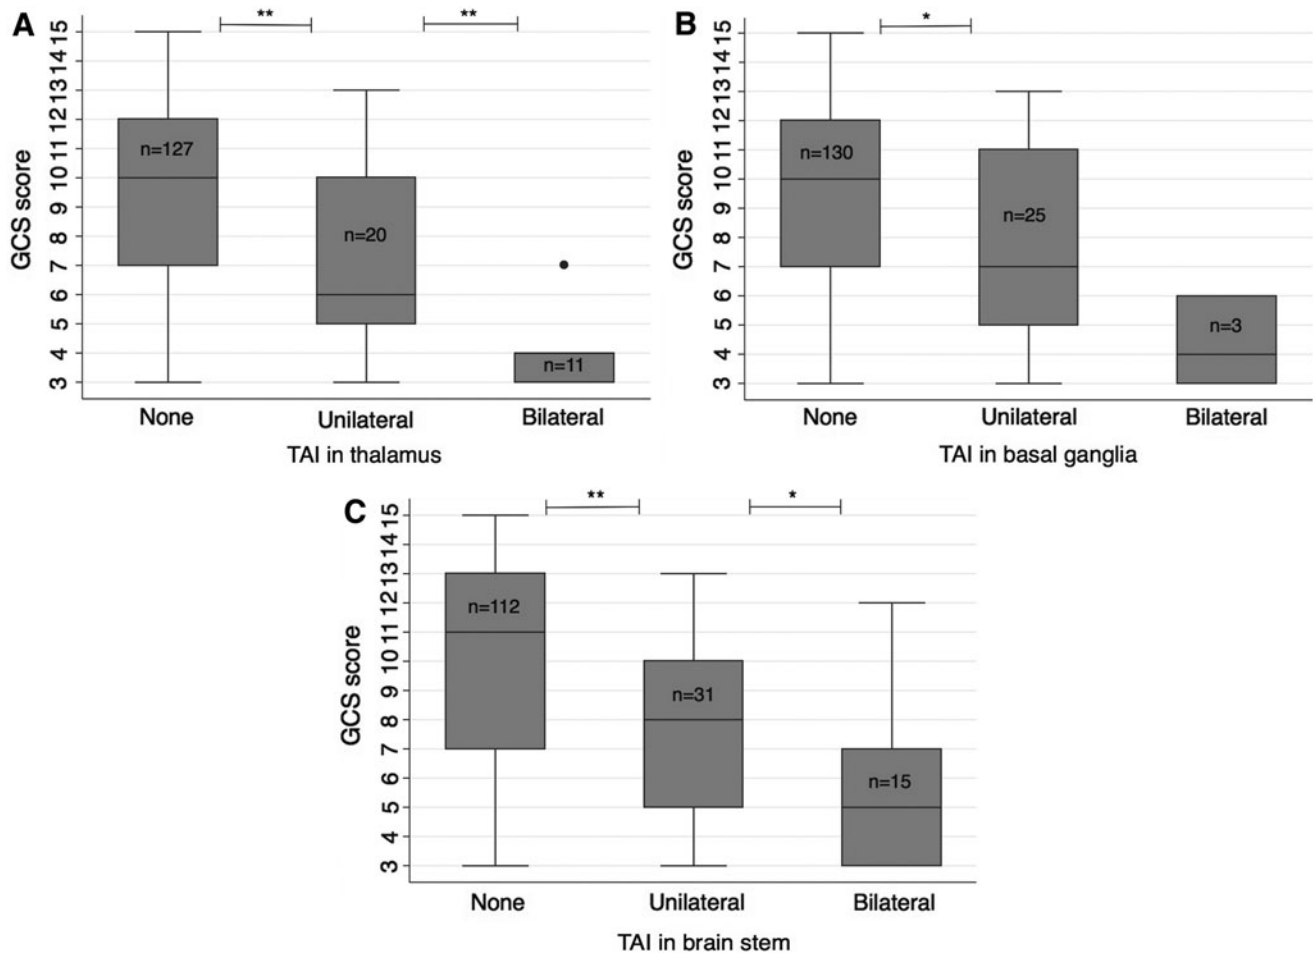 A
**
**
GCS score
15
14
13
12
11
10
9
8
7
6
5
4
3
n=127
n=20
n=11
None
Unilateral
Bilateral
TAI in thalamus
B
*
GCS score
15
14
13
12
11
10
9
8
7
6
5
4
3
n=130
n=25
n=3
None
Unilateral
Bilateral
TAI in basal ganglia
C
**
*
GCS score
15
14
13
12
11
10
9
8
7
6
5
4
3
n=112
n=31
n=15
None
Unilateral
Bilateral
TAI in brain stem